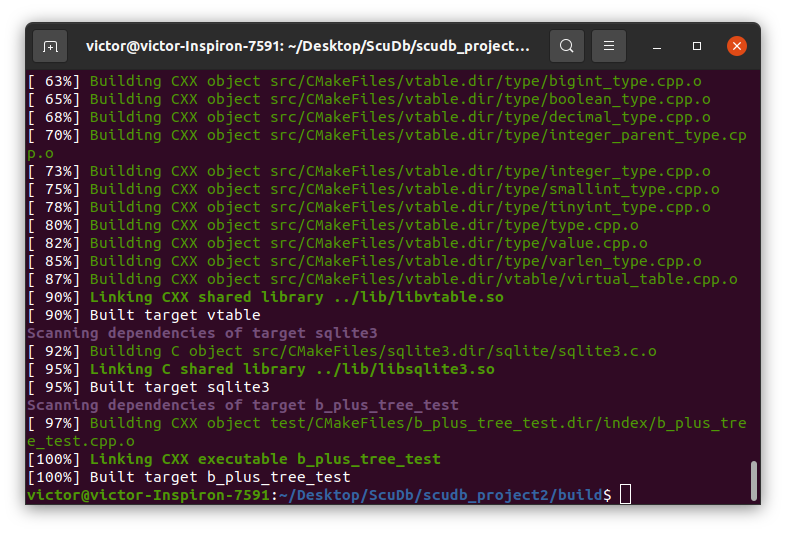 victor@victor-Inspiron-7591: ~/Desktop/ScuDb/scudb_project...
[ 63%] Building CXX object src/CMakeFiles/vtable.dir/type/bigint_type.cpp.o
[ 65%] Building CXX object src/CMakeFiles/vtable.dir/type/boolean_type.cpp.o
[ 68%] Building CXX object src/CMakeFiles/vtable.dir/type/decimal_type.cpp.o
[ 70%] Building CXX object src/CMakeFiles/vtable.dir/type/integer_parent_type.cp
p.o
[ 73%] Building CXX object src/CMakeFiles/vtable.dir/type/integer_type.cpp.o
[ 75%] Building CXX object src/CMakeFiles/vtable.dir/type/smallint_type.cpp.o
[ 78%] Building CXX object src/CMakeFiles/vtable.dir/type/tinyint_type.cpp.o
[ 80%] Building CXX object src/CMakeFiles/vtable.dir/type/type.cpp.o
[ 82%] Building CXX object src/CMakeFiles/vtable.dir/type/value.cpp.o
[ 85%] Building CXX object src/CMakeFiles/vtable.dir/type/varlen_type.cpp.o
[ 87%] Building CXX object src/CMakeFiles/vtable.dir/vtable/virtual_table.cpp.o
[ 90%] Linking CXX shared library ../lib/libvtable.so
[ 90%] Built target vtable
Scanning dependencies of target sqlite3
[ 92%] Building C object src/CMakeFiles/sqlite3.dir/sqlite/sqlite3.c.o
[ 95%] Linking C shared library ../lib/libsqlite3.so
[ 95%] Built target sqlite3
Scanning dependencies of target b_plus_tree_test
[ 97%] Building CXX object test/CMakeFiles/b_plus_tree_test.dir/index/b_plus_tre
e_test.cpp.o
[100%] Linking CXX executable b_plus_tree_test
[100%] Built target b_plus_tree_test
victor@victor-Inspiron-7591:~/Desktop/ScuDb/scudb_project2/build$